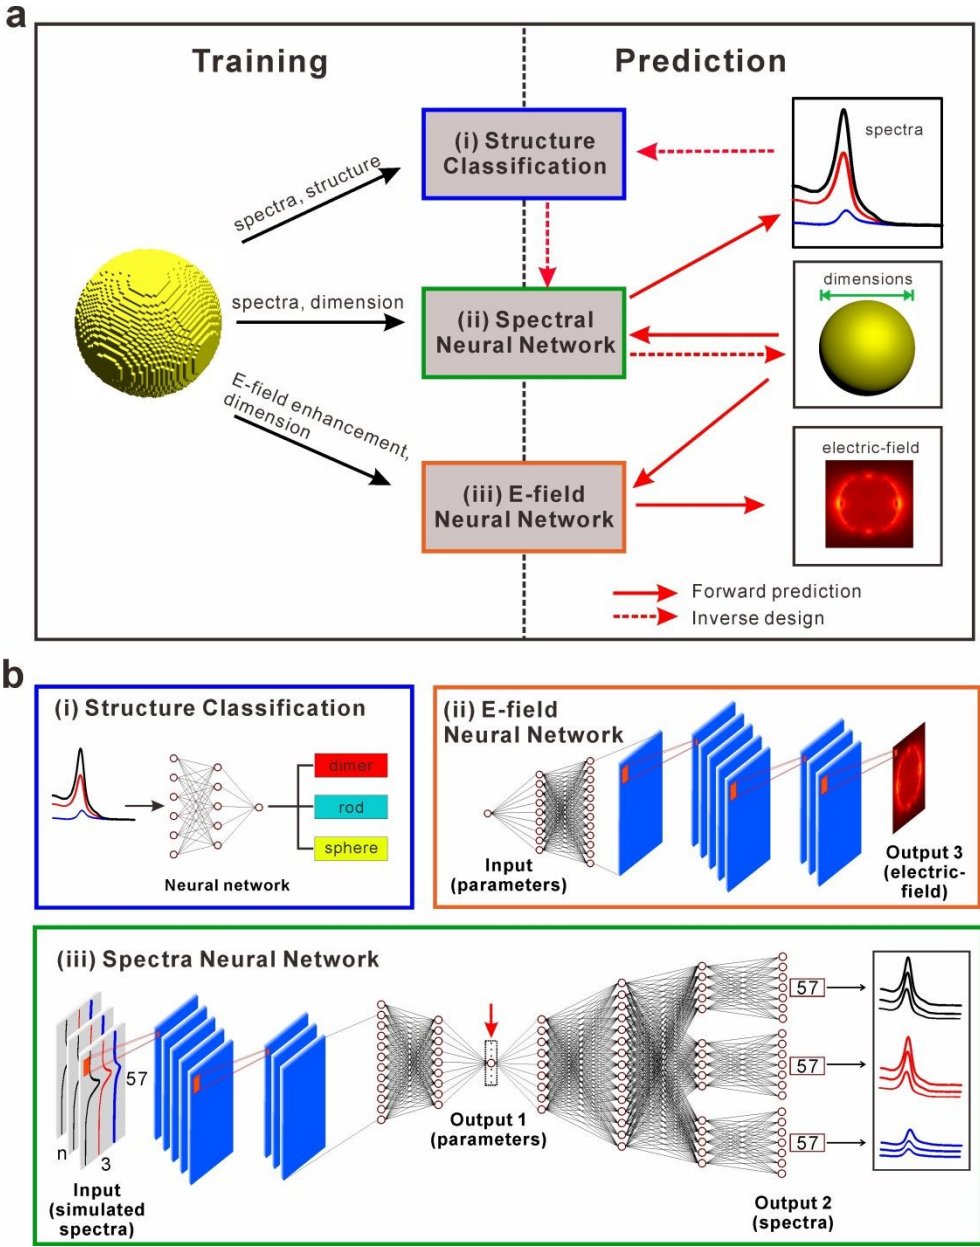 a
Training
Prediction
(i) Structure
Classification
spectra
spectra, structure
dimensions
spectra, dimension
(ii) Spectral
Neural Network
E-field enhancement,
dimension
electric-field
(iii) E-field
Neural Network
Forward prediction
Inverse design
b
(i) Structure Classification
dimer
rod
sphere
Neural network
(ii) E-field
Neural Network
Input
(parameters)
Output 3
(electric-
field)
(iii) Spectra Neural Network
57
n
3
Input
(simulated
spectra)
Output 1
(parameters)
57
57
57
Output 2
(spectra)